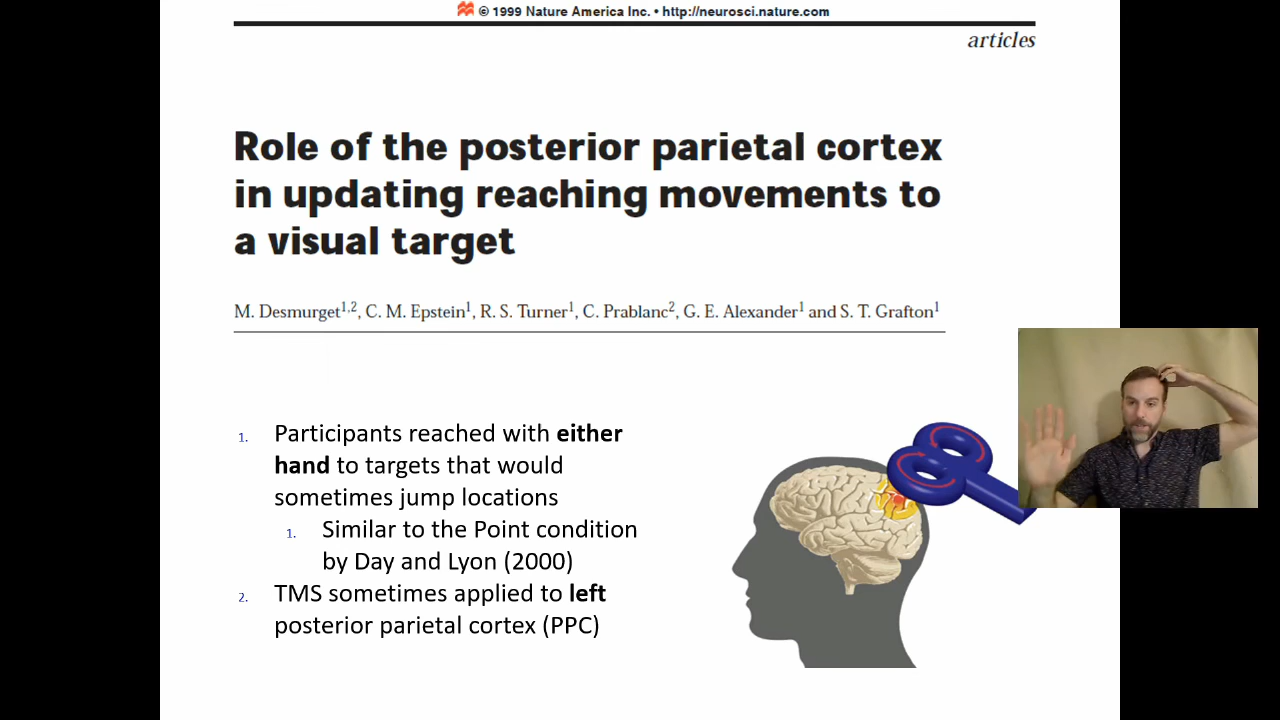 © 1999 Nature America Inc. • http://neurosci.nature.com
articles
Role of the posterior parietal cortex
in updating reaching movements to
a visual target
M. Desmurget1,2, C. M. Epstein1, R. S. Turner1, C. Prablanc2, G. E. Alexander1 and S. T. Grafton1
1. Participants reached with either
hand to targets that would
sometimes jump locations
1. Similar to the Point condition
by Day and Lyon (2000)
2. TMS sometimes applied to left
posterior parietal cortex (PPC)